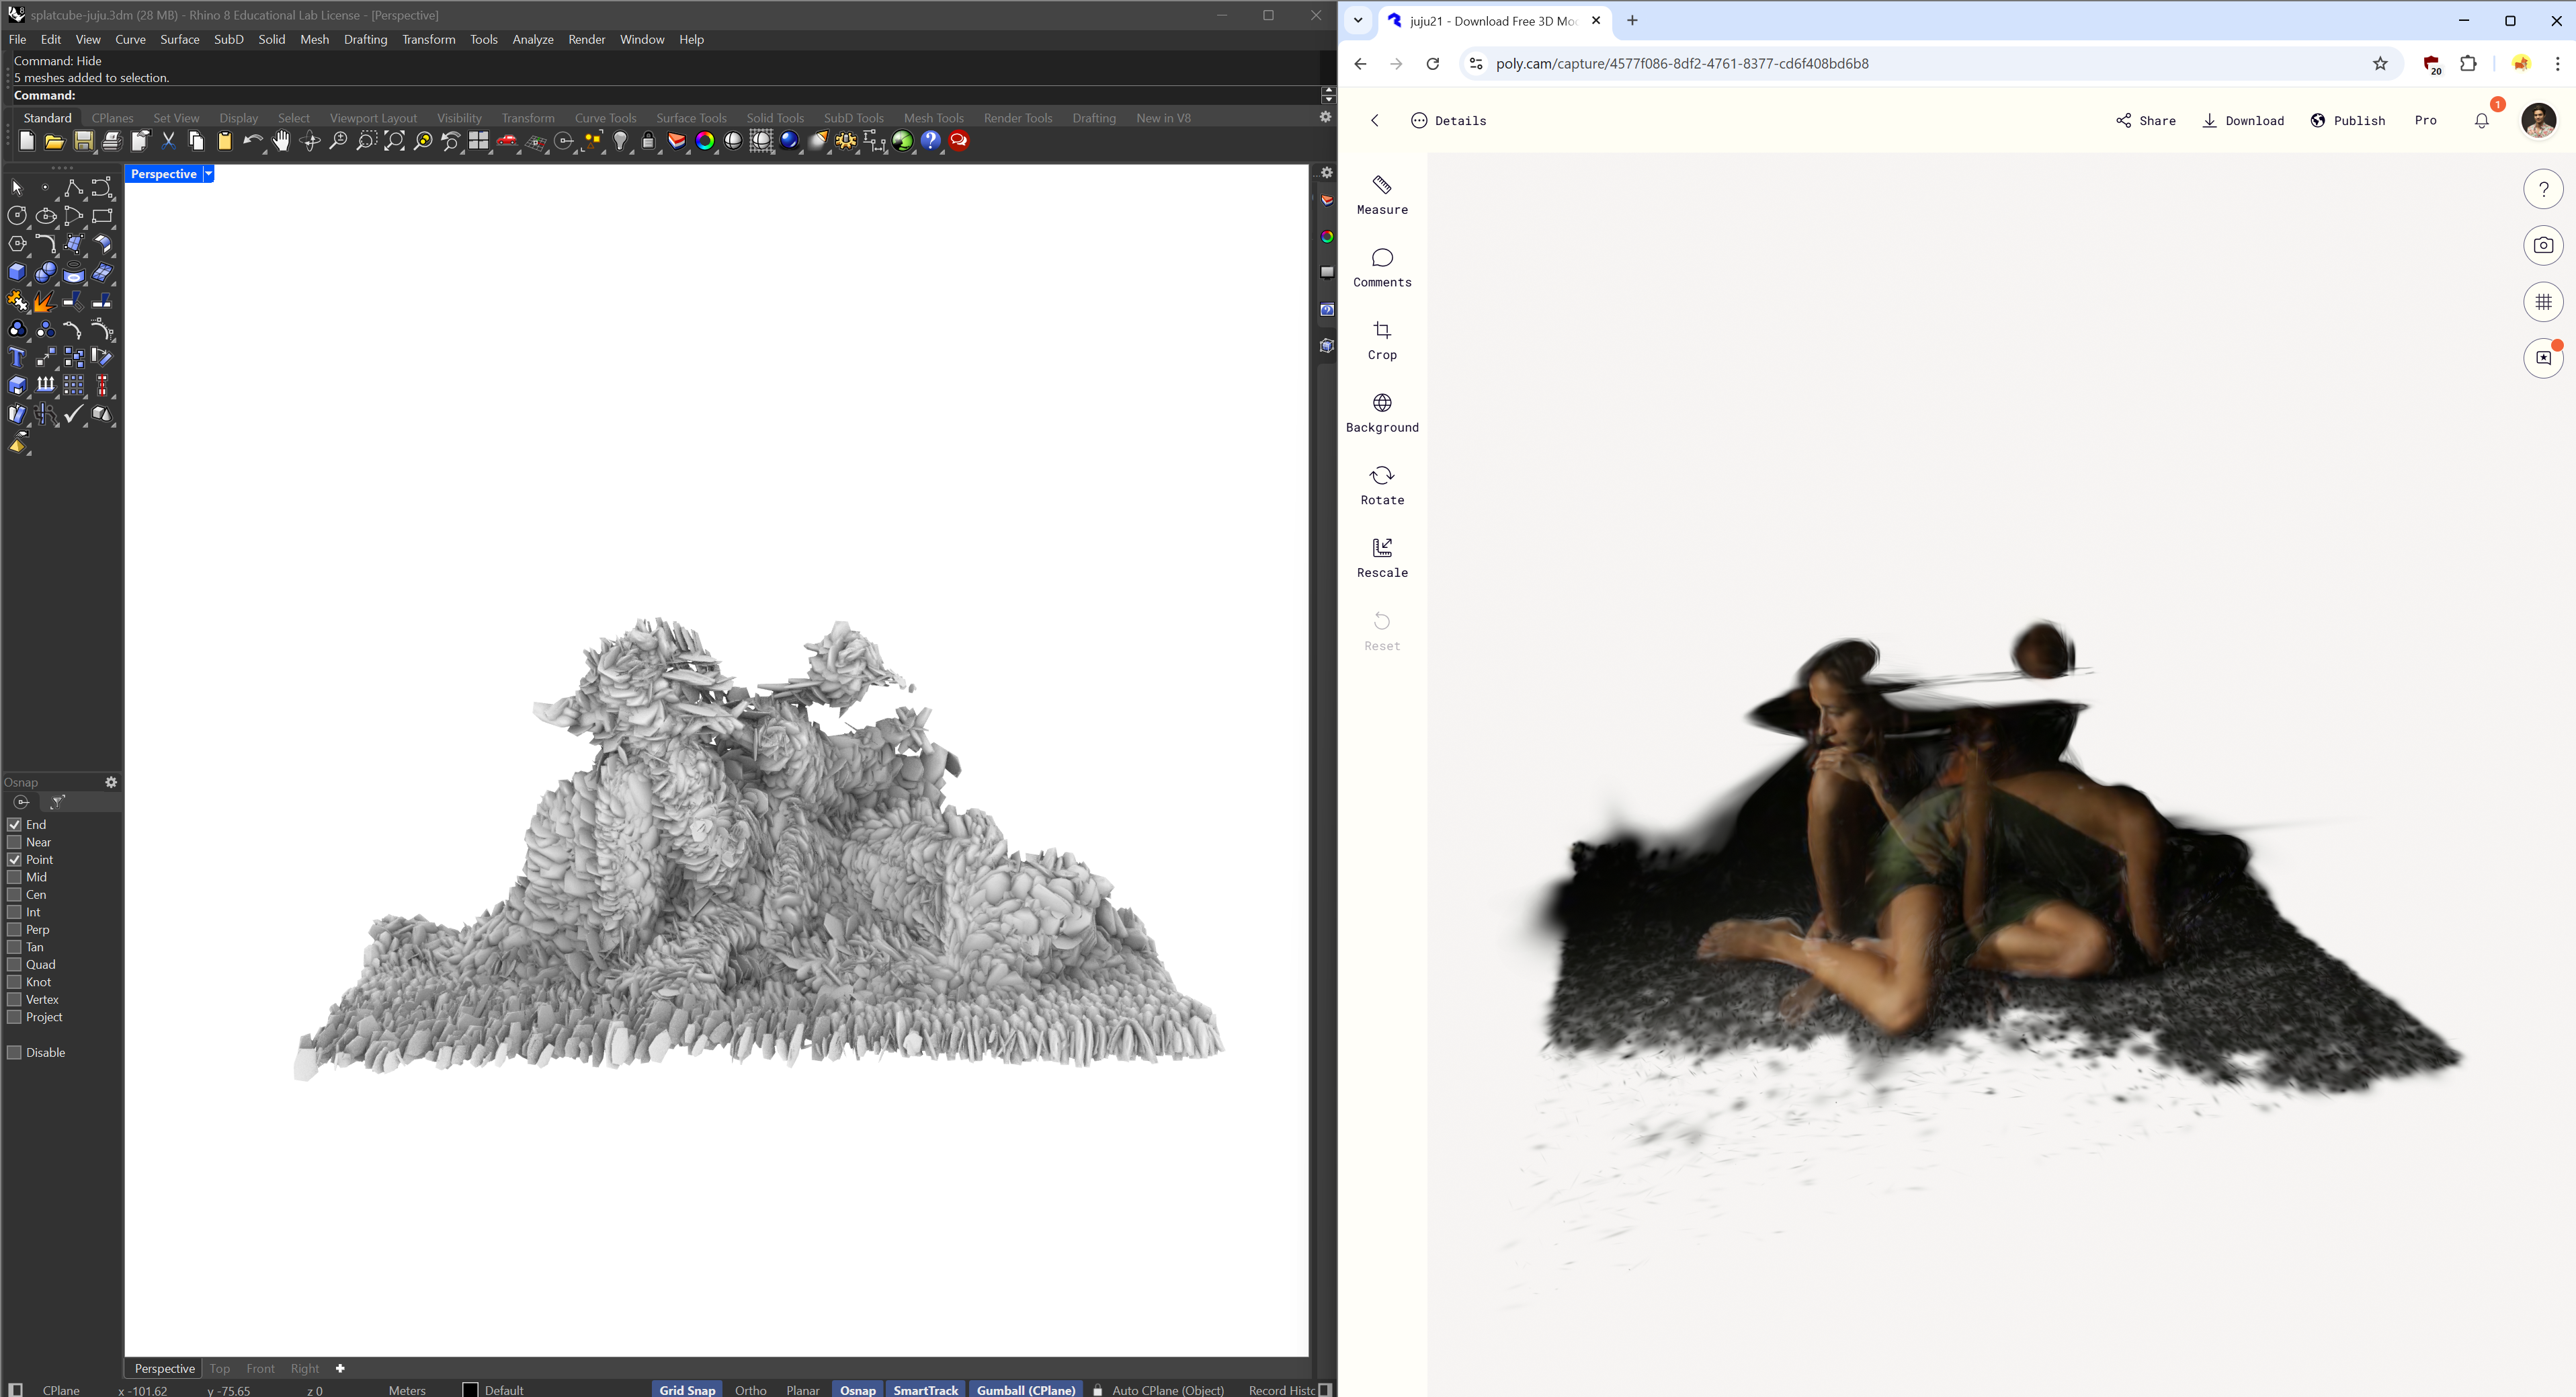 splatcube-juju.3dm (28 MB) - Rhino 8 Educational Lab License - [Perspective]
File Edit View Curve Surface SubD Solid Mesh Drafting Transform Tools Analyze Render Window Help
Command: Hide
5 meshes added to selection.
Command:
Standard CPlanes Set View Display Select Viewport Layout Visibility Transform Curve Tools Surface Tools Solid Tools SubD Tools Mesh Tools Render Tools Drafting New in V8
Perspective
Osnap
End
Near
Point
Mid
Cen
Int
Perp
Tan
Quad
Knot
Vertex
Project
Disable
Perspective Top Front Right
CPlane x -101.62 y -75.65 z 0 Meters Default Grid Snap Ortho Planar Osnap SmartTrack Gumball (CPlane) Auto CPlane (Object) Record Histo
juju21 - Download Free 3D Mo
poly.cam/capture/4577f086-8df2-4761-8377-cd6f408bd6b8
20
Details
Share Download Publish Pro 1
Measure
Comments
Crop
Background
Rotate
Rescale
Reset